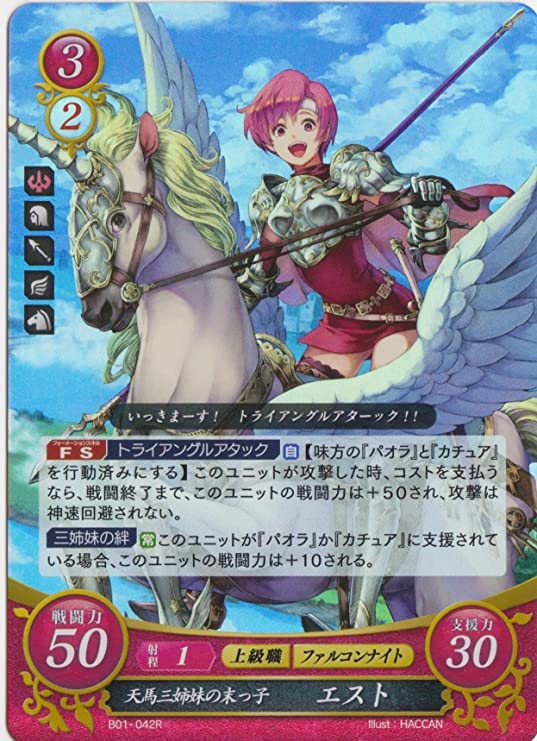 3
2
いっきまーす! トライアングルアターック!!
フォーメーションスキル
FS トライアングルアタック 自【味方の『パオラ』と『カチュア』
を行動済みにする】このユニットが攻撃した時、コストを支払う
なら、戦闘終了まで、このユニットの戦闘力は+50され、攻撃は
神速回避されない。
三姉妹の絆 常このユニットが『パオラ』か『カチュア』に支援されて
いる場合、このユニットの戦闘力は+10される。
戦闘力
50
射程 1 上級職 ファルコンナイト
支援力
30
天馬三姉妹の末っ子 エスト
B01-042R Illust:HACCAN